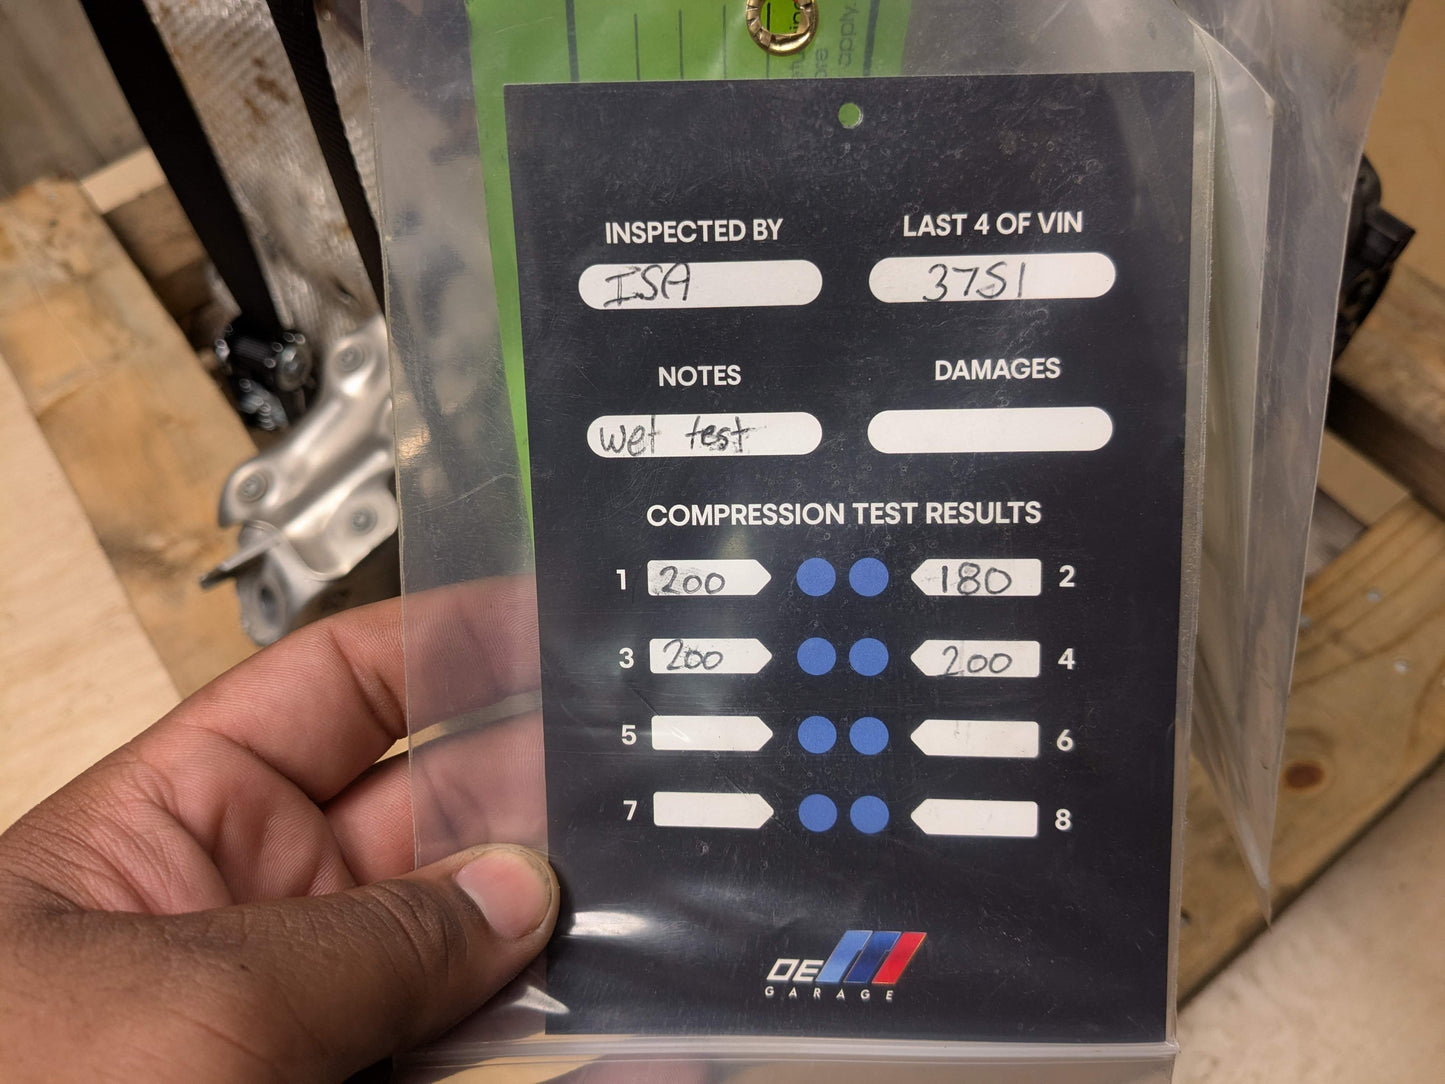 INSPECTED BY
LAST 4 OF VIN
ISA
3751
NOTES
DAMAGES
wet test
COMPRESSION TEST RESULTS
1 200 180 2
3 200 200 4
5 6
7 8
DE
GARAGE